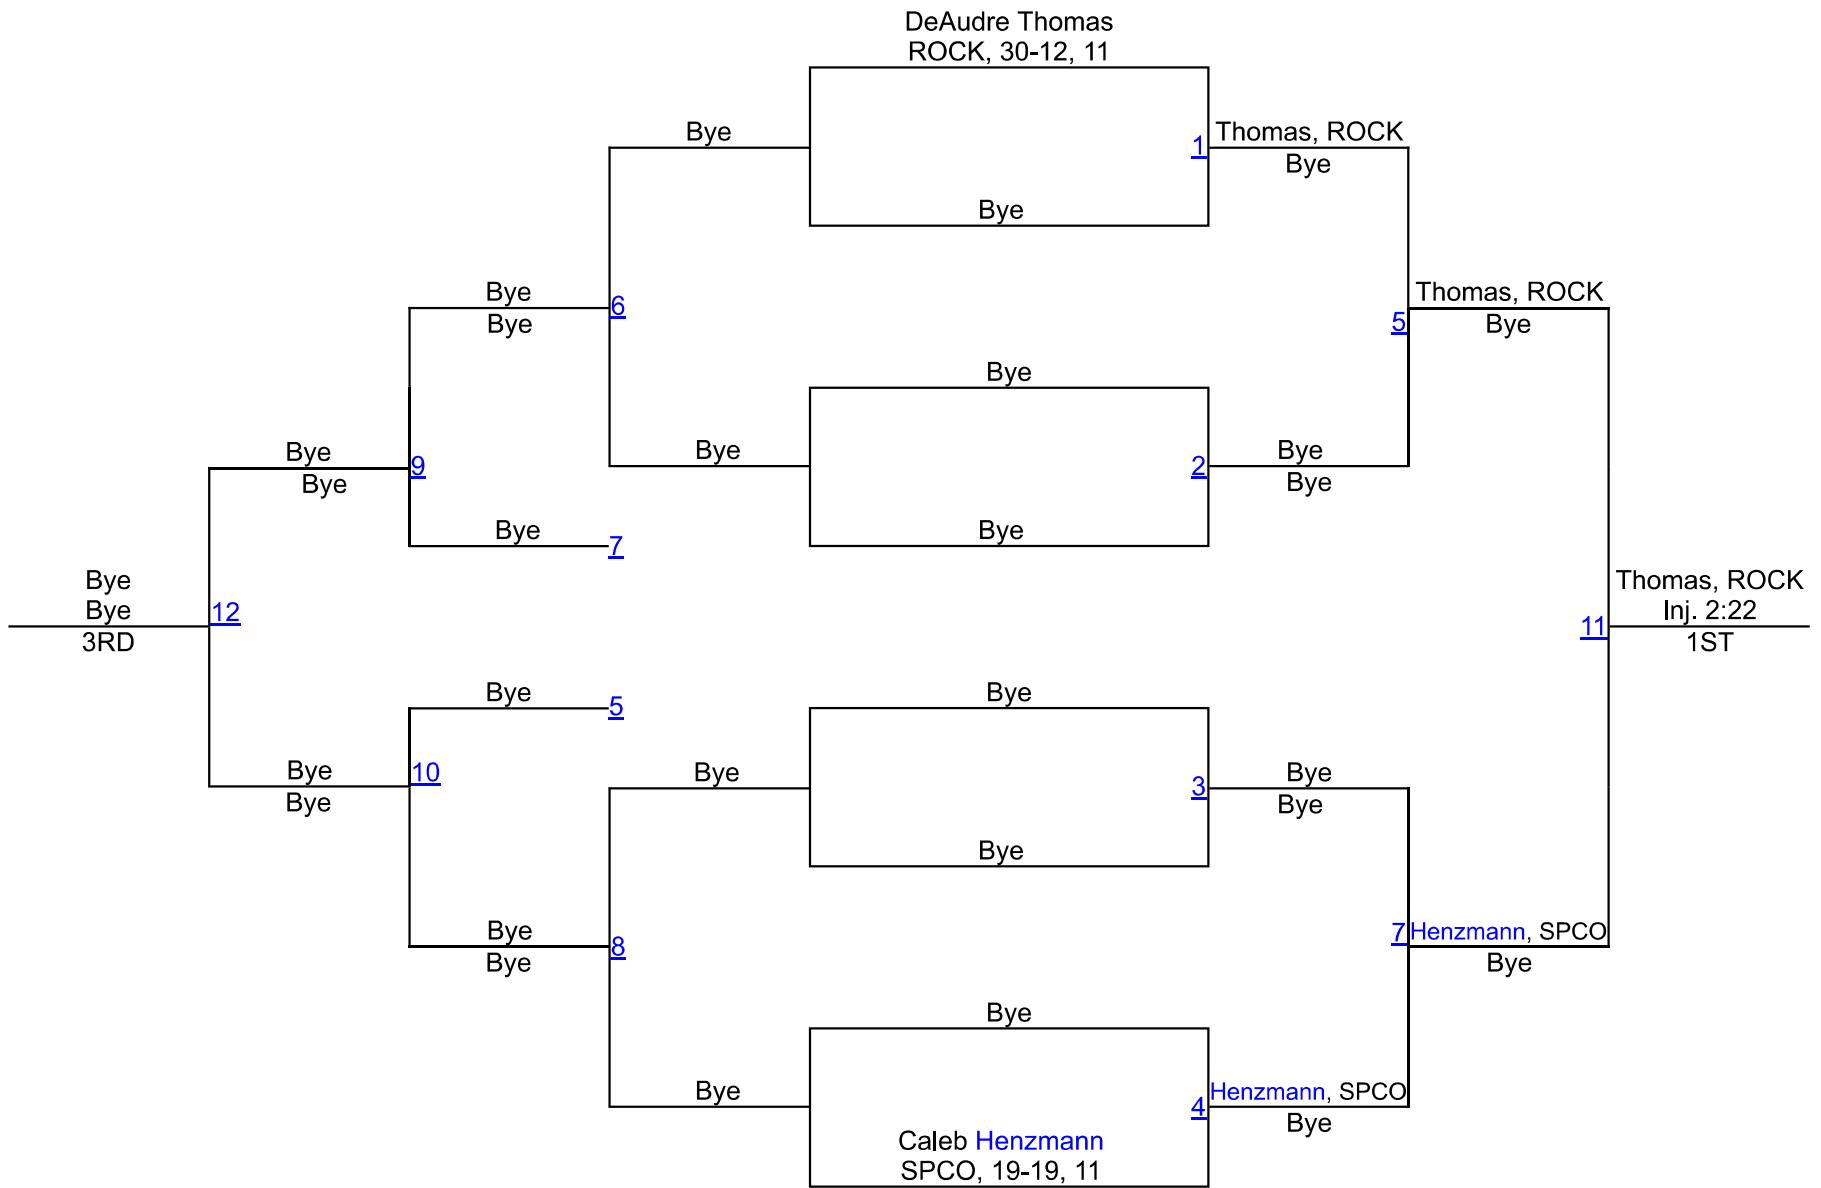 DeAudre Thomas
ROCK, 30-12, 11
Bye
1
Thomas, ROCK
Bye
Bye
Bye
Bye
6
Thomas, ROCK
5
Bye
Bye
Bye
9
Bye
Bye
2
Bye
Bye
Bye
7
Bye
Bye
Bye
12
3RD
Thomas, ROCK
Inj. 2:22
11
1ST
Bye
5
Bye
Bye
10
Bye
Bye
3
Bye
Bye
Bye
Bye
8
Bye
7
Henzmann, SPCO
Bye
Bye
Bye
4
Henzmann, SPCO
Bye
Caleb Henzmann
SPCO, 19-19, 11